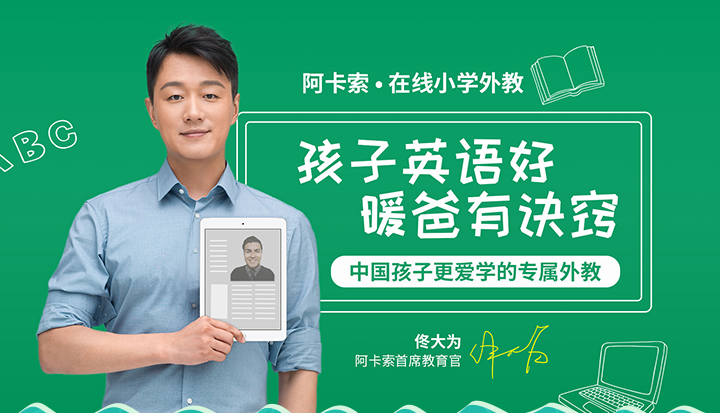 阿卡索•在线小学外教
ABC
孩子英语好
暖爸有诀窍
中国孩子更爱学的专属外教
佟大为
阿卡索首席教育官